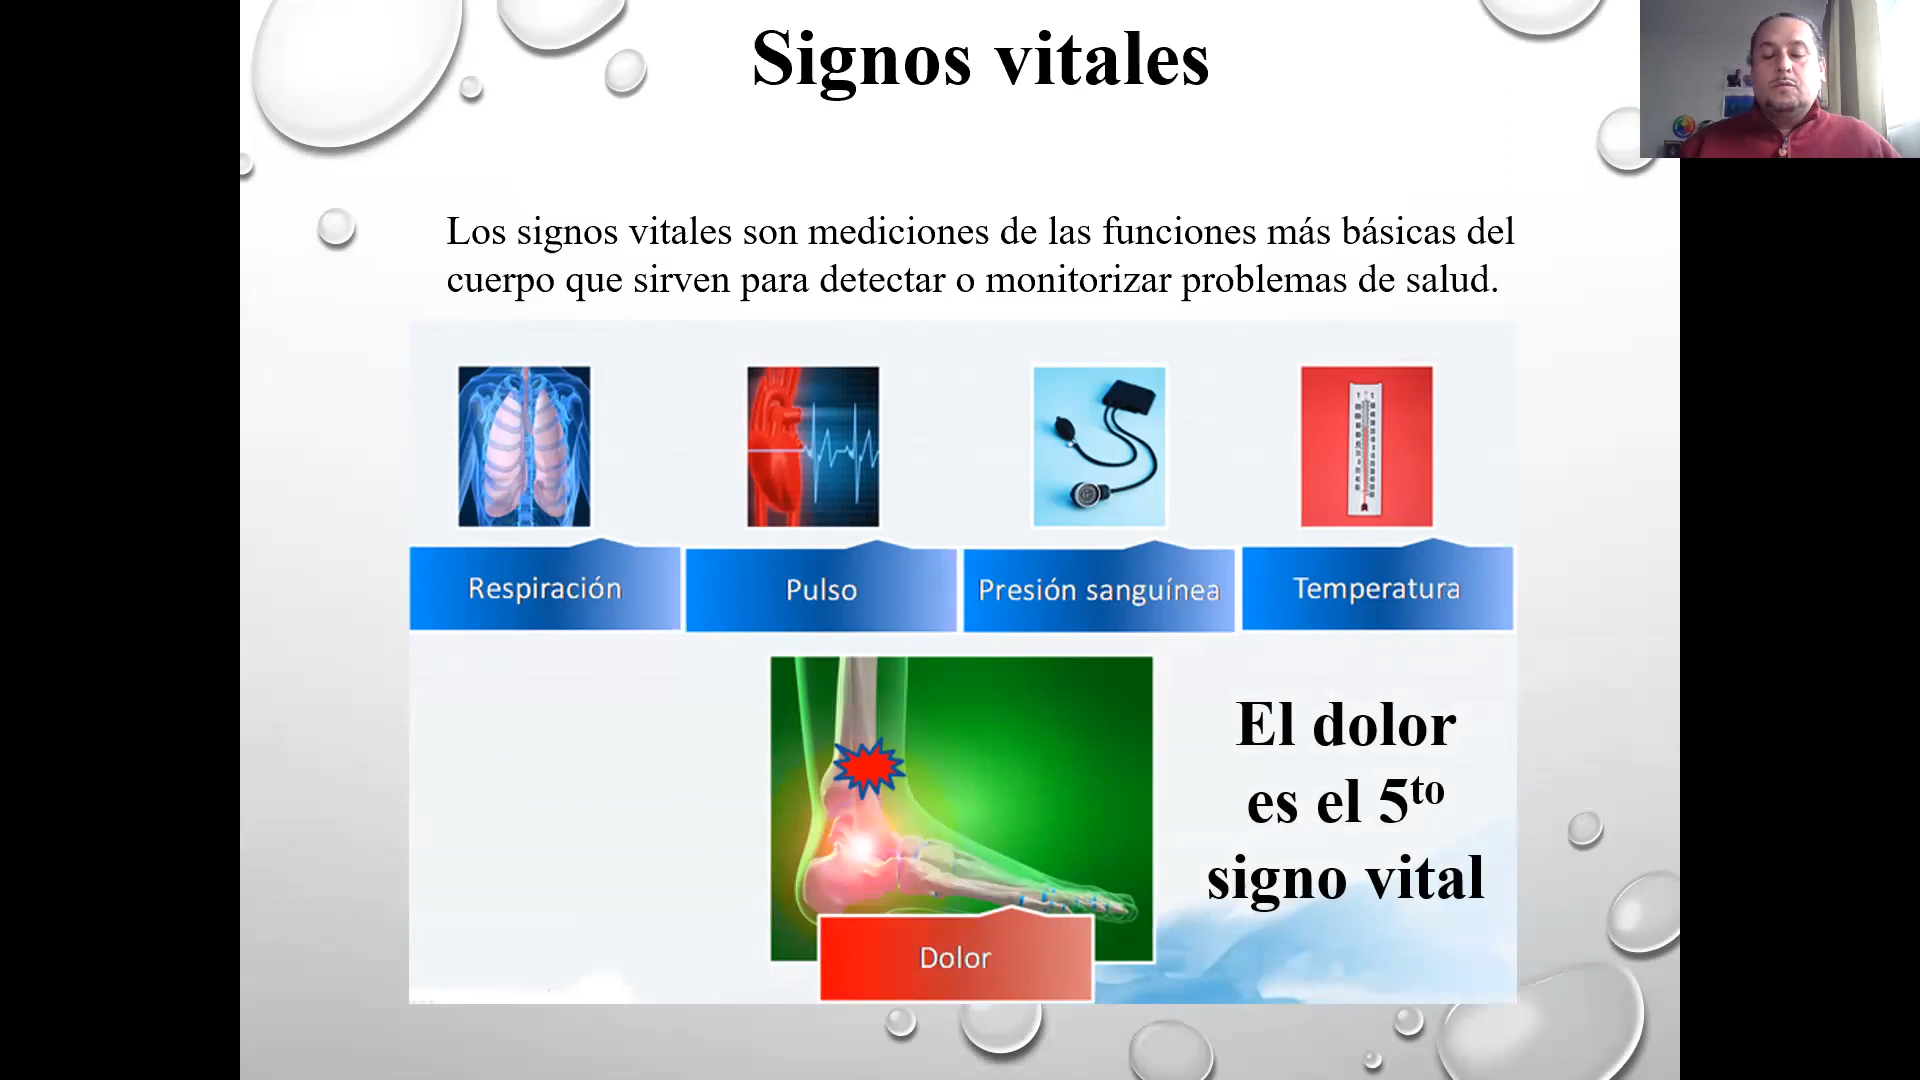 Signos vitales
Los signos vitales son mediciones de las funciones más básicas del
cuerpo que sirven para detectar o monitorizar problemas de salud.
Respiración
Pulso
Presión sanguínea
Temperatura
El dolor
es el 5to
signo vital
Dolor